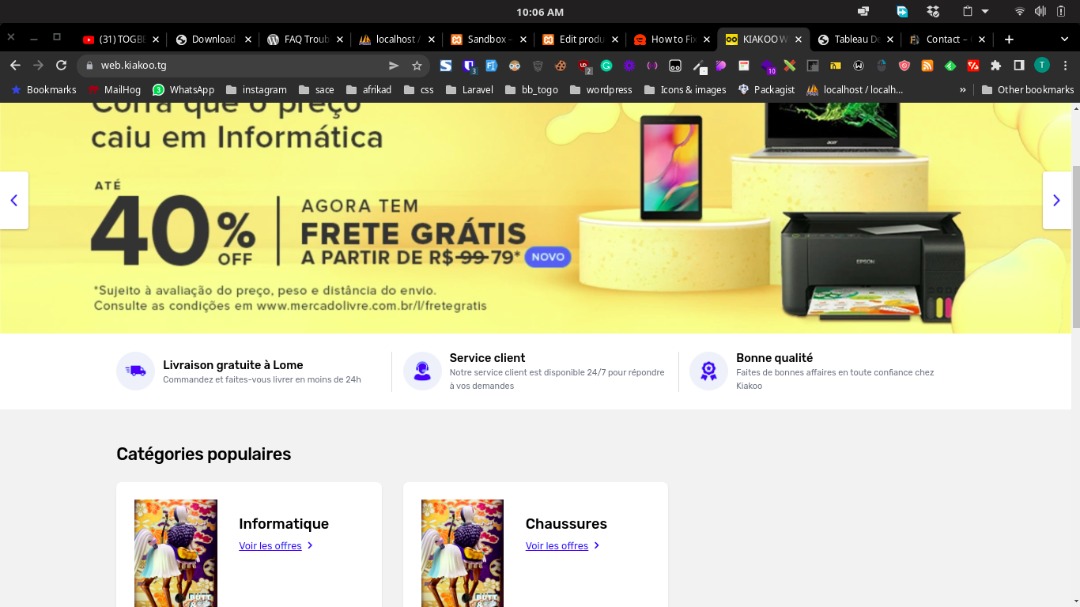 10:06 AM
(31) TOGBE
Download
FAQ Troub
localhost /
Sandbox -
Edit produ
How to Fix
KIAKOO W
Tableau De
Contact –
web.kiakoo.tg
Bookmarks
MailHog
WhatsApp
instagram
sace
afrikad
css
Laravel
bb_togo
wordpress
Icons & images
Packagist
localhost / localh...
»
Other bookmarks
Corra que o preço
caiu em Informática
ATÉ
40% OFF
AGORA TEM
FRETE GRÁTIS
A PARTIR DE R$ 99 79* NOVO
*Sujeito à avaliação do preço, peso e distância do envio.
Consulte as condições em www.mercadolivre.com.br/l/fretegratis
acer
EPSON
Livraison gratuite à Lome
Commandez et faites-vous livrer en moins de 24h
Service client
Notre service client est disponible 24/7 pour répondre
à vos demandes
Bonne qualité
Faites de bonnes affaires en toute confiance chez
Kiakoo
Catégories populaires
Informatique
Voir les offres
Chaussures
Voir les offres